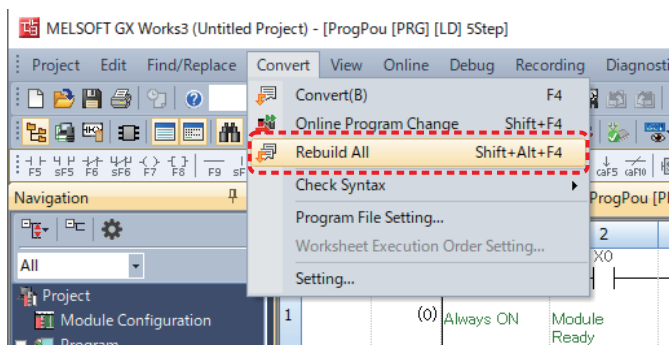 MELSOFT GX Works3 (Untitled Project) - [ProgPou [PRG] [LD] 5Step]
Project Edit Find/Replace Convert View Online Debug Recording Diagnosti
Convert(B) F4
Online Program Change Shift+F4
Rebuild All Shift+Alt+F4
Check Syntax
Program File Setting...
Worksheet Execution Order Setting...
Setting...
F5 sF5 F6 sF6 F7 F8 F9 sF caF5 caF10
Navigation
ProgPou [P
2
All
X0
Project
Module Configuration
1 (0) Always ON Module
Ready
Program